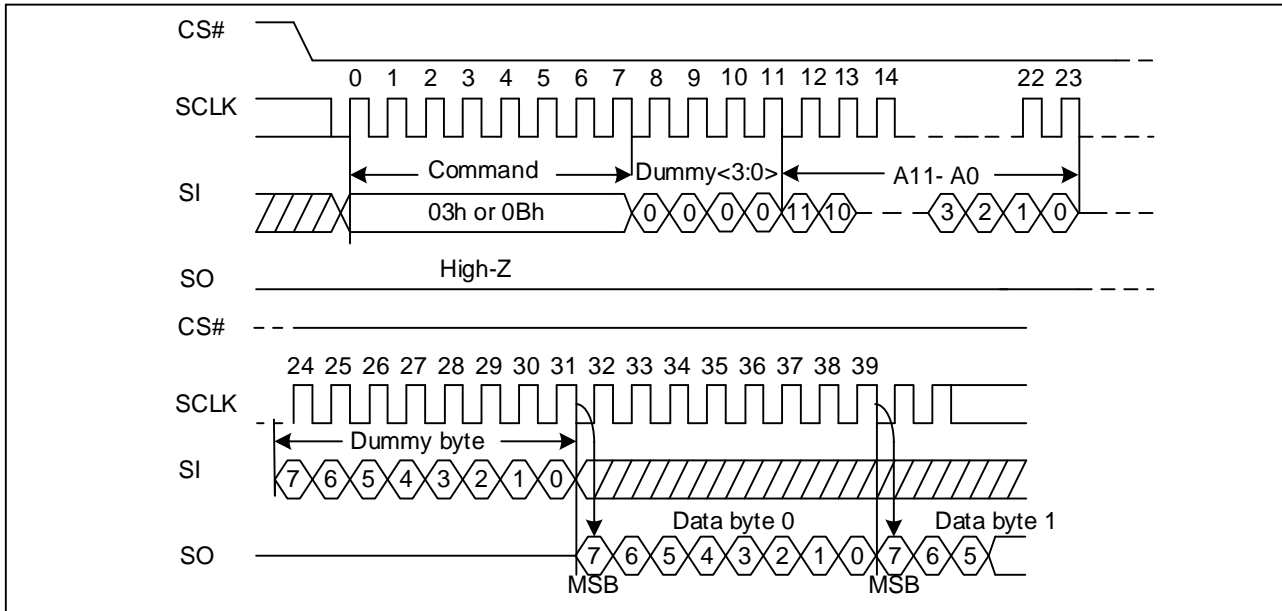 CS#
0 1 2 3 4 5 6 7 8 9 10 11 12 13 14 22 23
SCLK
Command Dummy<3:0> A11- A0
SI
03h or 0Bh 0 0 0 0 11 10 3 2 1 0
High-Z
SO
CS#
24 25 26 27 28 29 30 31 32 33 34 35 36 37 38 39
SCLK
Dummy byte
SI
7 6 5 4 3 2 1 0
Data byte 0 Data byte 1
SO
7 6 5 4 3 2 1 0 7 6 5
MSB MSB